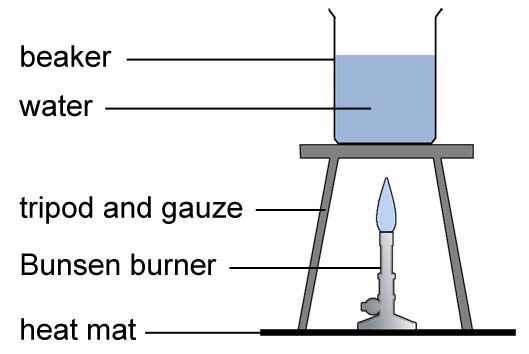 beaker
water
tripod and gauze
Bunsen burner
heat mat